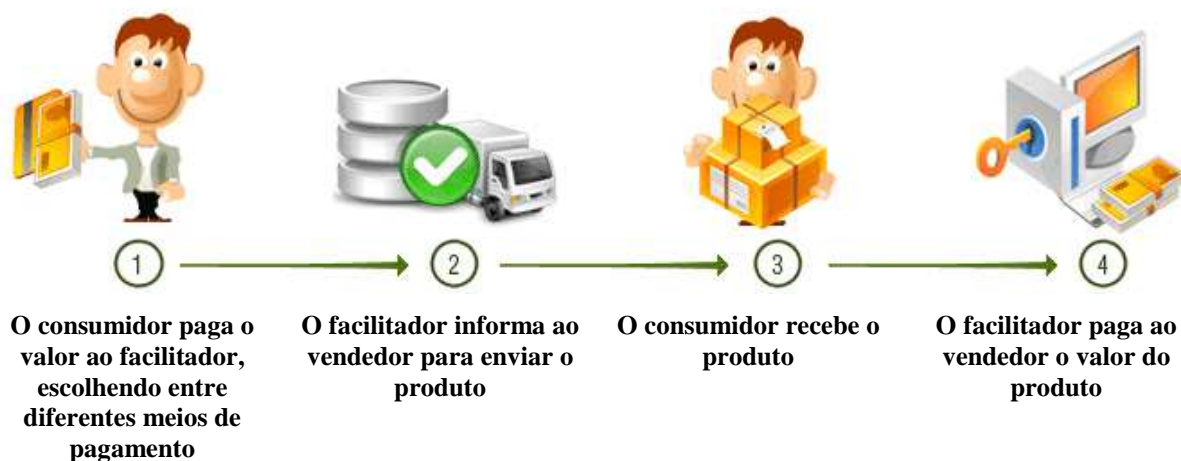 1
2
3
4
O consumidor paga o
valor ao facilitador,
escolhendo entre
diferentes meios de
pagamento
O facilitador informa ao
vendedor para enviar o
produto
O consumidor recebe o
produto
O facilitador paga ao
vendedor o valor do
produto